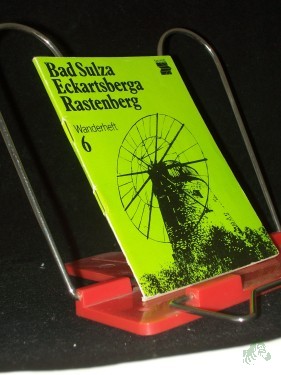 Bad Sulza
Eckartsberga
Rastenberg
Wanderheft
6